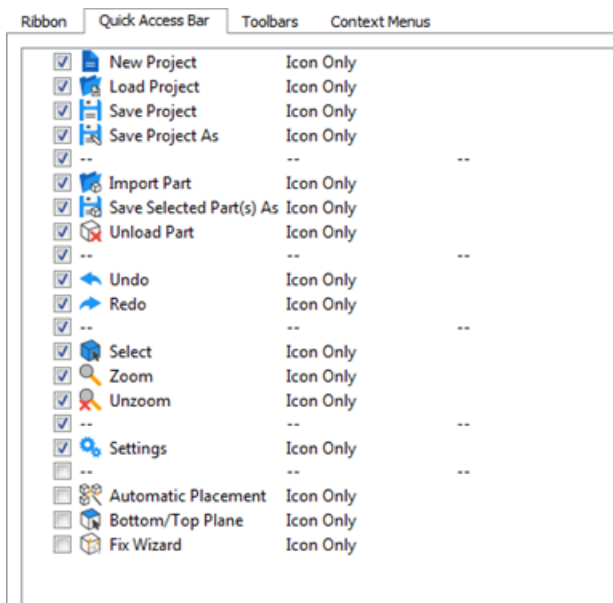 Ribbon Quick Access Bar Toolbars Context Menus
New Project Icon Only
Load Project Icon Only
Save Project Icon Only
Save Project As Icon Only
-- -- --
Import Part Icon Only
Save Selected Part(s) As Icon Only
Unload Part Icon Only
-- -- --
Undo Icon Only
Redo Icon Only
-- -- --
Select Icon Only
Zoom Icon Only
Unzoom Icon Only
-- -- --
Settings Icon Only
-- -- --
Automatic Placement Icon Only
Bottom/Top Plane Icon Only
Fix Wizard Icon Only